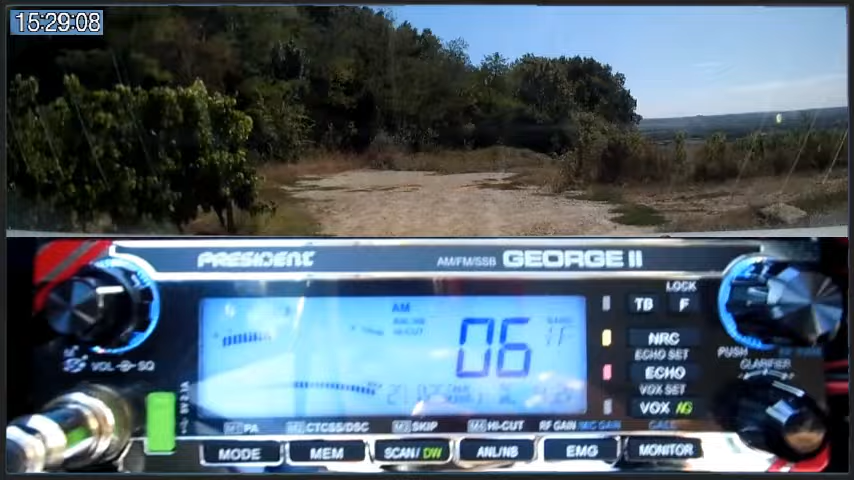 15:29:08
PRESIDENT AM/FM/SSB GEORGE II
LOCK
TB F
AM
06
NRC
ECHO SET
ECHO
VOX SET
VOX
VOL SQ
PUSH
CLARIFIER
PA CTCSS/DSC SKIP HI-CUT RF GAIN MIC GAIN CALL
MODE MEM SCAN/DW ANL/NB EMG MONITOR